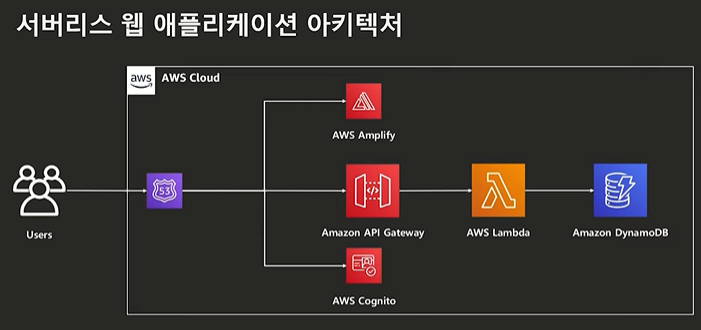 서버리스 웹 애플리케이션 아키텍처
aws
AWS Cloud
AWS Amplify
Users
53
Amazon API Gateway
</>
AWS Lambda
Amazon DynamoDB
AWS Cognito